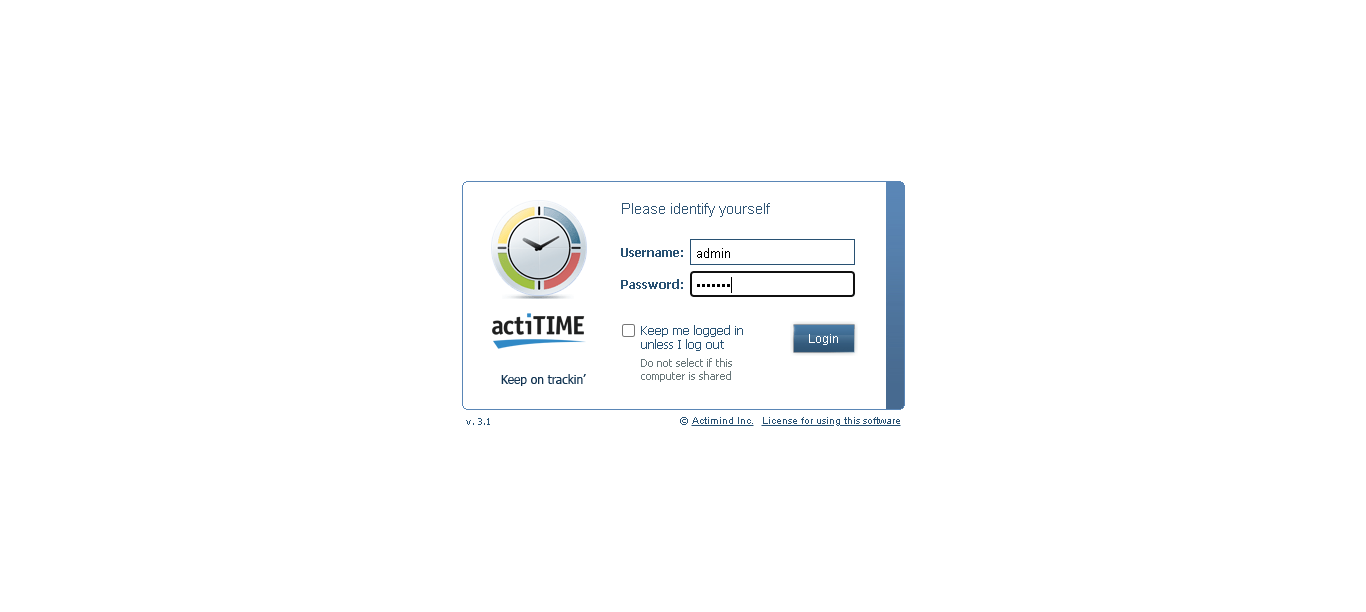 Please identify yourself
Username: admin
Password: •••••••
actiTIME
Keep me logged in
unless I log out
Login
Do not select if this
computer is shared
Keep on trackin’
v. 3.1 © Actimind Inc. License for using this software